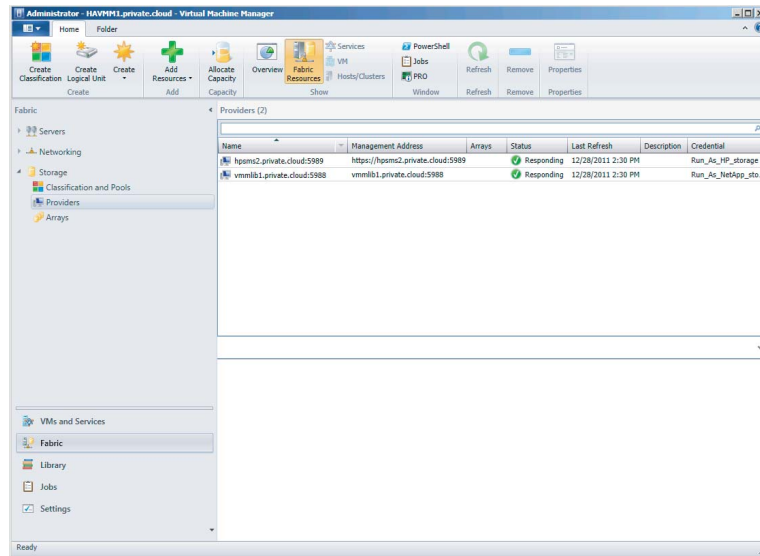 Administrator - HAVMM1.private.cloud - Virtual Machine Manager
Home Folder
Create Classification
Create Logical Unit
Create
Add Resources
Allocate Capacity
Overview
Fabric Resources
Services
VM
Hosts/Clusters
PowerShell
Jobs
PRO
Refresh
Remove
Properties
Create Add Capacity Show Window Refresh Remove Properties
Fabric
Servers
Networking
Storage
Classification and Pools
Providers
Arrays
Providers (2)
Name Management Address Arrays Status Last Refresh Description Credential
hpsms2.private.cloud:5989 https://hpsms2.private.cloud:5989 Responding 12/28/2011 2:30 PM Run_As_HP_storage
vmmlib1.private.cloud:5988 vmmlib1.private.cloud:5988 Responding 12/28/2011 2:30 PM Run_As_NetApp_sto...
VMs and Services
Fabric
Library
Jobs
Settings
Ready